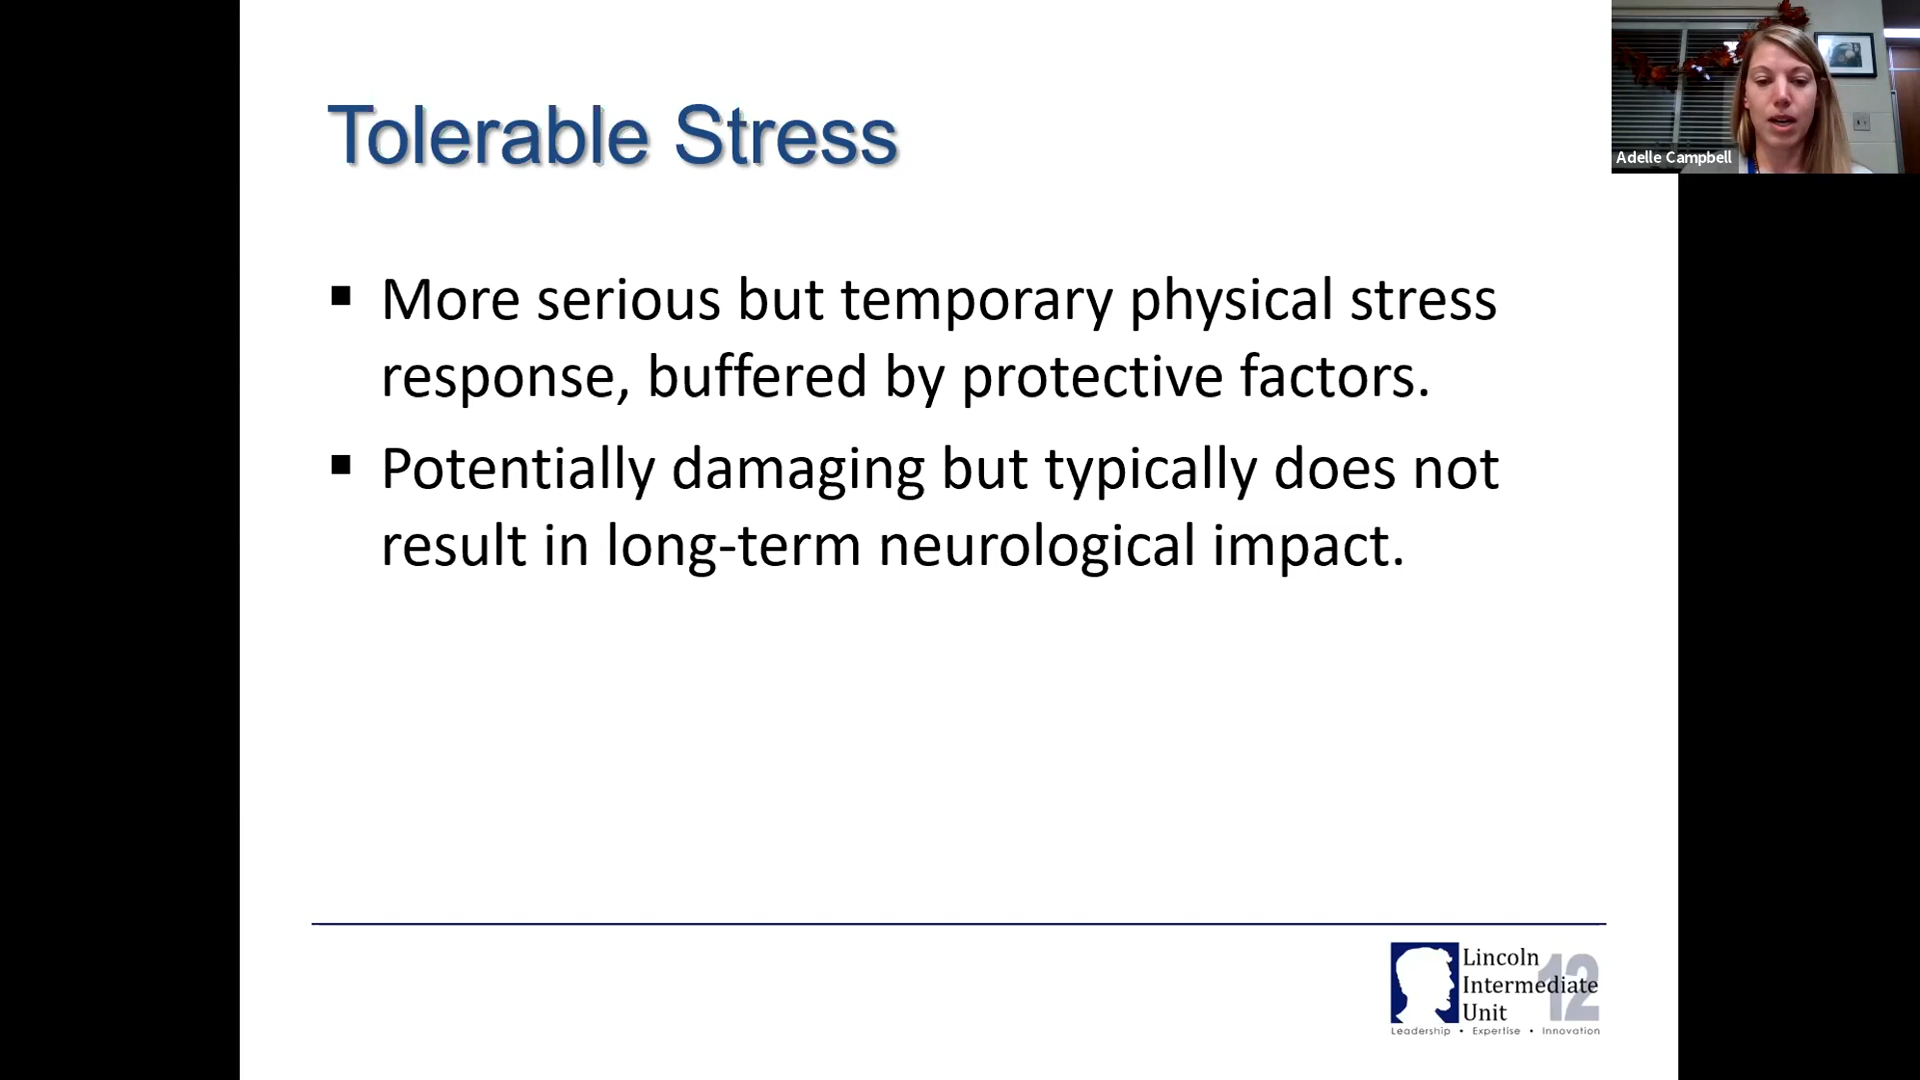 Tolerable Stress
Adelle Campbell
▪ More serious but temporary physical stress
response, buffered by protective factors.
▪ Potentially damaging but typically does not
result in long-term neurological impact.
Lincoln
Intermediate
Unit
12
Leadership • Expertise • Innovation